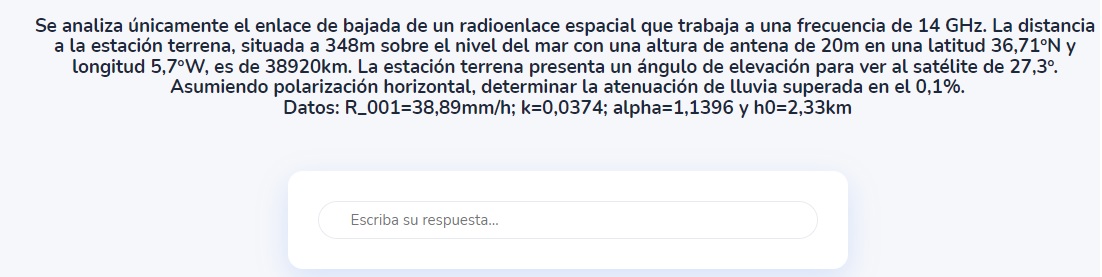 Se analiza únicamente el enlace de bajada de un radioenlace espacial que trabaja a una frecuencia de 14 GHz. La distancia
a la estación terrena, situada a 348m sobre el nivel del mar con una altura de antena de 20m en una latitud 36,71ºN y
longitud 5,7ºW, es de 38920km. La estación terrena presenta un ángulo de elevación para ver al satélite de 27,3º.
Asumiendo polarización horizontal, determinar la atenuación de lluvia superada en el 0,1%.
Datos: R_001=38,89mm/h; k=0,0374; alpha=1,1396 y h0=2,33km
Escriba su respuesta...